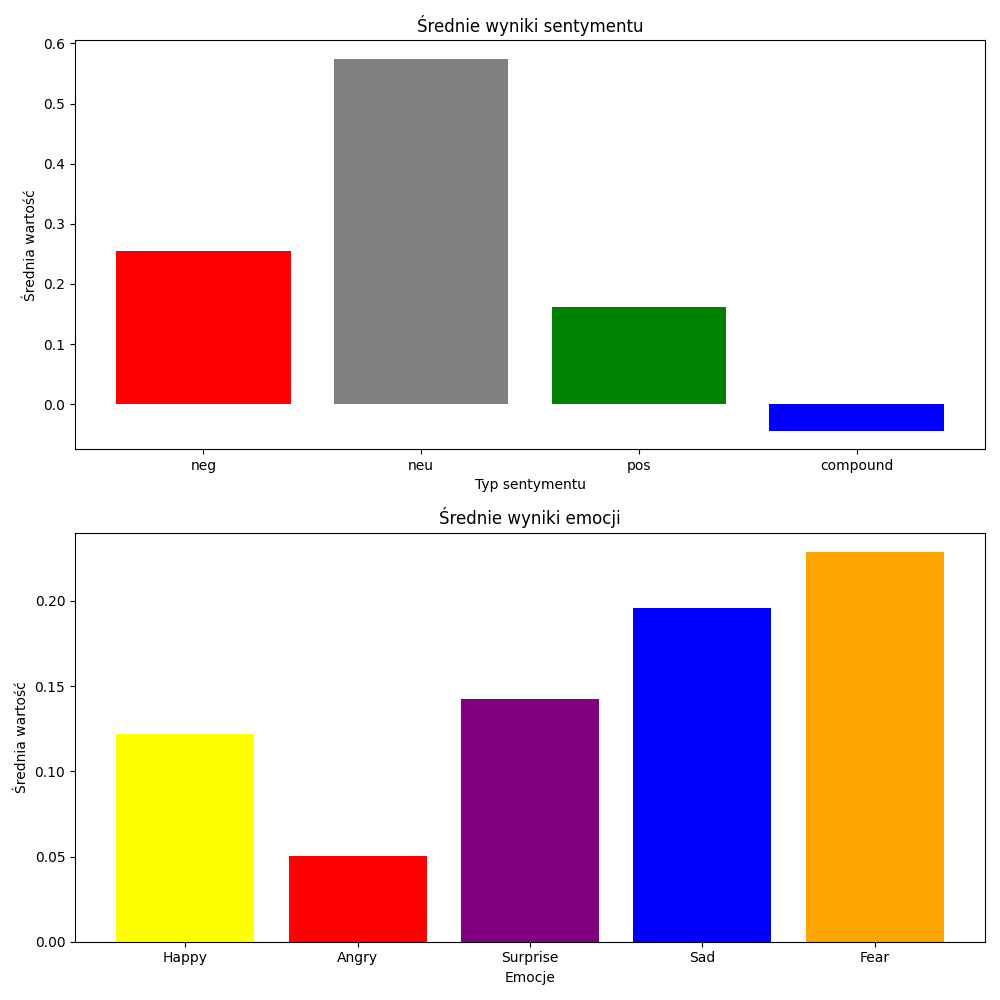 Średnie wyniki sentymentu
0.6
0.5
0.4
0.3
0.2
0.1
0.0
Średnia wartość
neg neu pos compound
Typ sentymentu
Średnie wyniki emocji
0.20
0.15
0.10
0.05
0.00
Średnia wartość
Happy Angry Surprise Sad Fear
Emocje